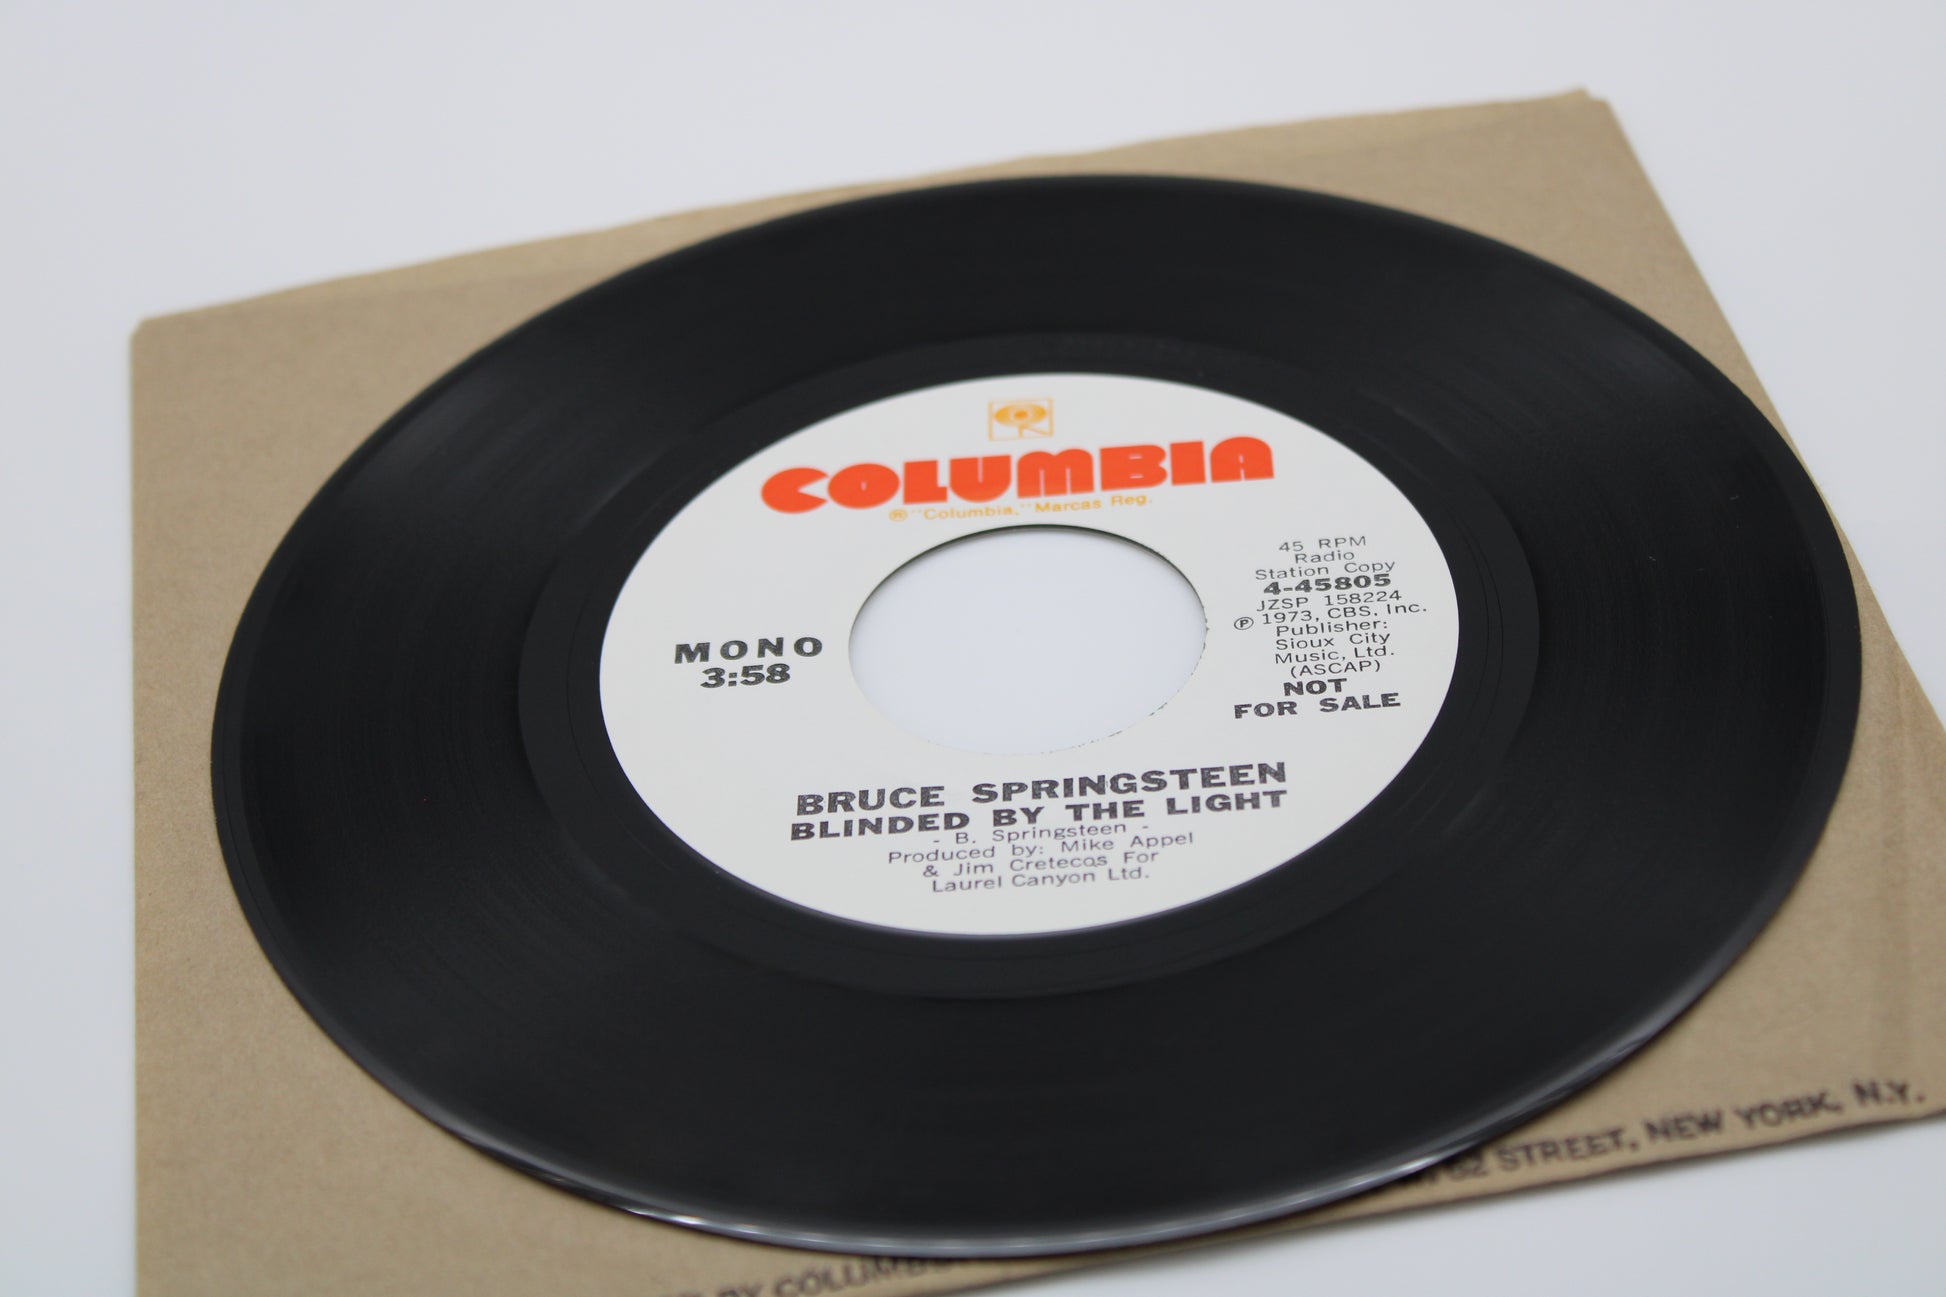 COLUMBIA
® "Columbia," Marcas Reg.
45 RPM
Radio
Station Copy
4-45805
JZSP 158224
℗ 1973, CBS, Inc.
Publisher:
Sioux City
Music, Ltd.
(ASCAP)
NOT
FOR SALE
MONO
3:58
BRUCE SPRINGSTEEN
BLINDED BY THE LIGHT
- B. Springsteen -
Produced by: Mike Appel
& Jim Cretecos For
Laurel Canyon Ltd.
52 STREET, NEW YORK, N.Y.
BY